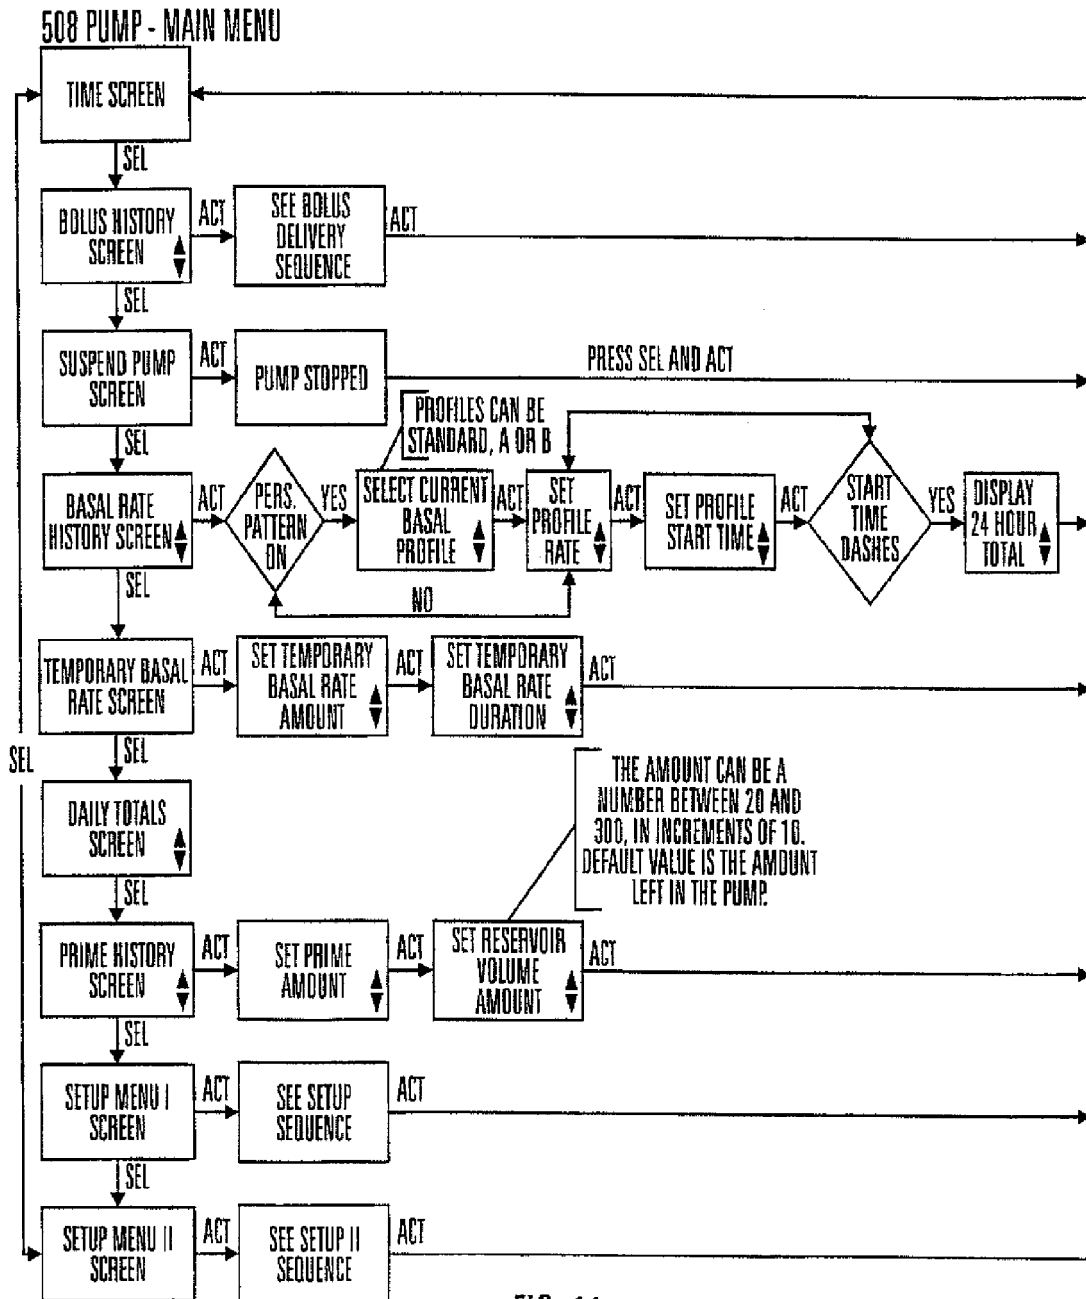 508 PUMP - MAIN MENU
TIME SCREEN
SEL
BOLUS HISTORY
SCREEN
ACT
SEE BOLUS
DELIVERY
SEQUENCE
ACT
SEL
SUSPEND PUMP
SCREEN
ACT
PUMP STOPPED
PRESS SEL AND ACT
SEL
PROFILES CAN BE
STANDARD, A OR B
BASAL RATE
HISTORY SCREEN
ACT
PERS.
PATTERN
ON
YES
SELECT CURRENT
BASAL
PROFILE
ACT
SET
PROFILE
RATE
ACT
SET PROFILE
START TIME
ACT
START
TIME
DASHES
YES
DISPLAY
24 HOUR
TOTAL
NO
SEL
TEMPORARY BASAL
RATE SCREEN
ACT
SET TEMPORARY
BASAL RATE
AMOUNT
ACT
SET TEMPORARY
BASAL RATE
DURATION
ACT
SEL
SEL
DAILY TOTALS
SCREEN
THE AMOUNT CAN BE A
NUMBER BETWEEN 20 AND
300, IN INCREMENTS OF 10.
DEFAULT VALUE IS THE AMOUNT
LEFT IN THE PUMP.
SEL
PRIME HISTORY
SCREEN
ACT
SET PRIME
AMOUNT
ACT
SET RESERVOIR
VOLUME
AMOUNT
ACT
SEL
SETUP MENU I
SCREEN
ACT
SEE SETUP
SEQUENCE
ACT
SEL
SETUP MENU II
SCREEN
ACT
SEE SETUP II
SEQUENCE
ACT